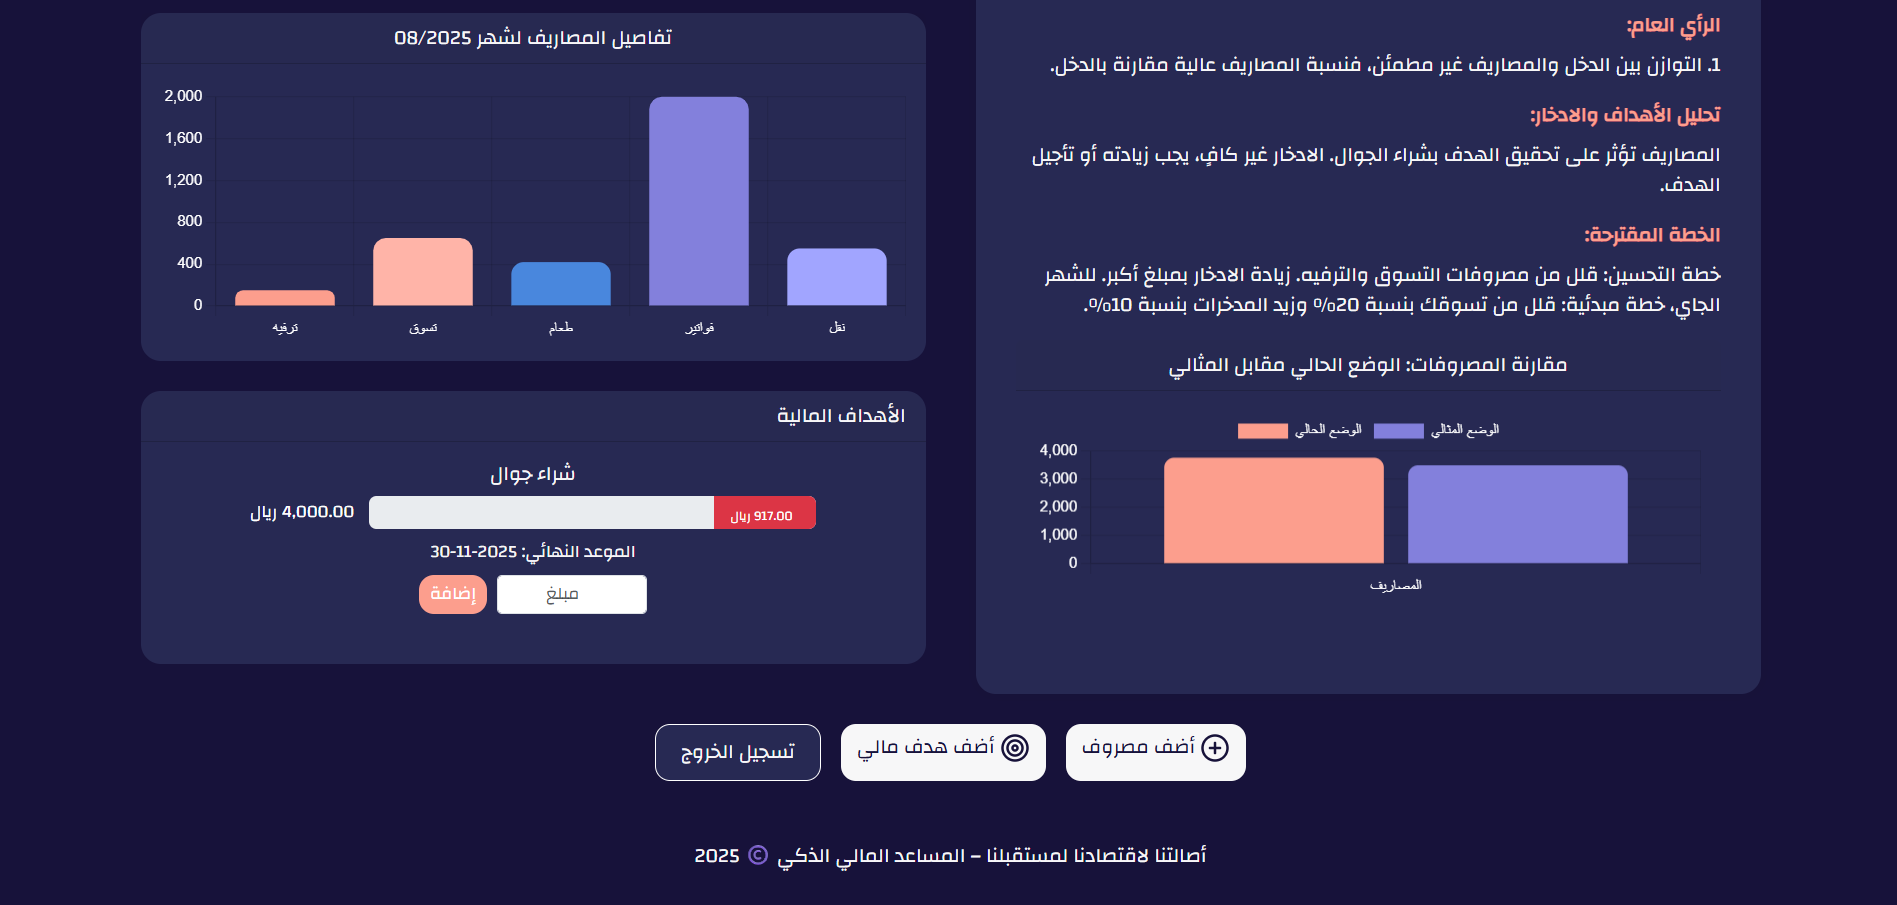 الرأي العام:
1. التوازن بين الدخل والمصاريف غير مطمئن، فنسبة المصاريف عالية مقارنة بالدخل.
تحليل الأهداف والادخار:
المصاريف تؤثر على تحقيق الهدف بشراء الجوال. الادخار غير كافٍ، يجب زيادته أو تأجيل
الهدف.
الخطة المقترحة:
خطة التحسين: قلل من مصروفات التسوق والترفيه. زيادة الادخار بمبلغ أكبر. للشهر
الجاي، خطة مبدئية: قلل من تسوقك بنسبة 20% وزيد المدخرات بنسبة 10%.
مقارنة المصروفات: الوضع الحالي مقابل المثالي
الوضع المثالي
الوضع الحالي
4,000
3,000
2,000
1,000
0
المصاريف
تفاصيل المصاريف لشهر 08/2025
2,000
1,600
1,200
800
400
0
نقل
فواتير
طعام
تسوق
ترفيه
الأهداف المالية
شراء جوال
917.00 ريال
4,000.00 ريال
الموعد النهائي: 2025-11-30
مبلغ
إضافة
أضف مصروف
أضف هدف مالي
تسجيل الخروج
أصالتنا لاقتصادنا لمستقبلنا – المساعد المالي الذكي © 2025